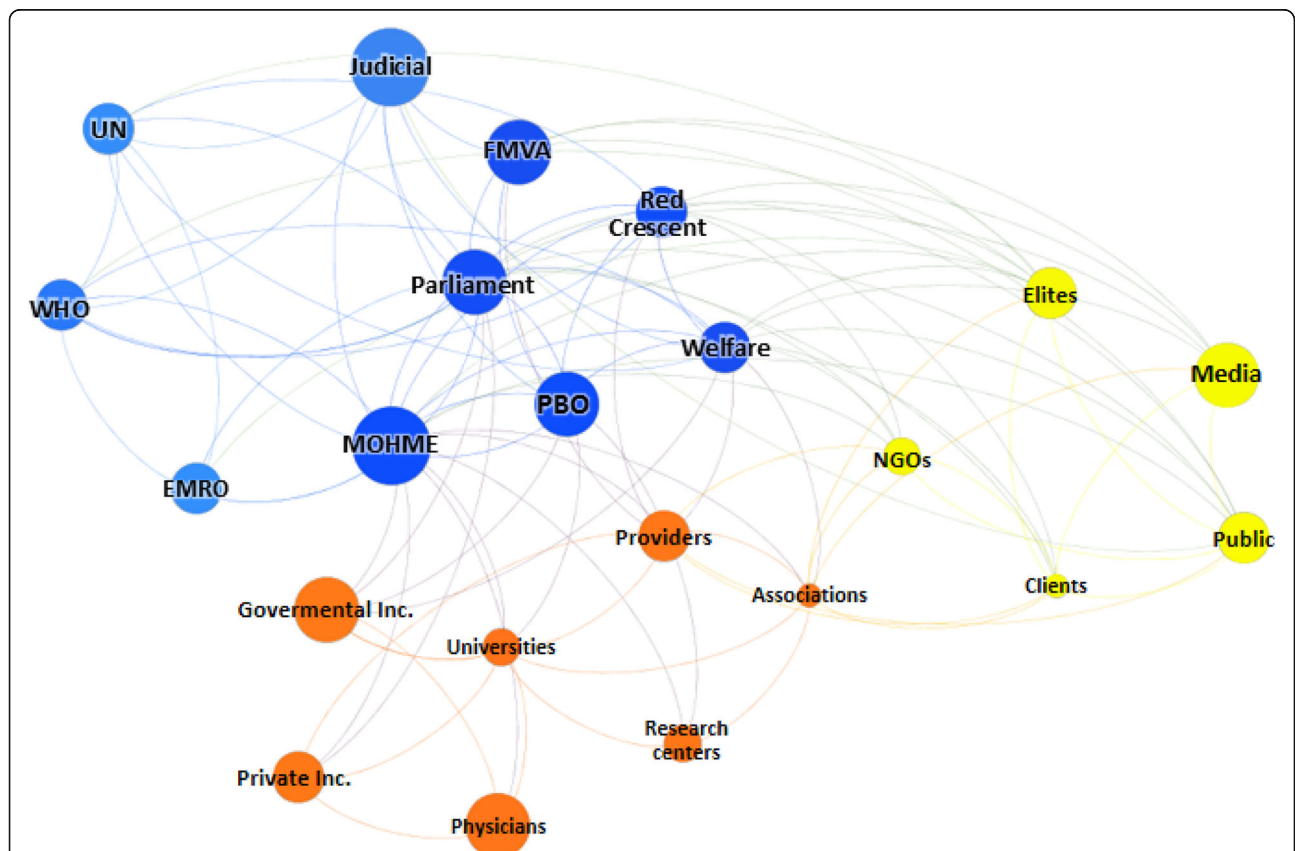 Judicial
UN
FMVA
Red
Crescent
Parliament
WHO
Elites
Welfare
Media
PBO
MOHME
NGOs
EMRO
Providers
Public
Clients
Associations
Govermental Inc.
Universities
Research
centers
Private Inc.
Physicians